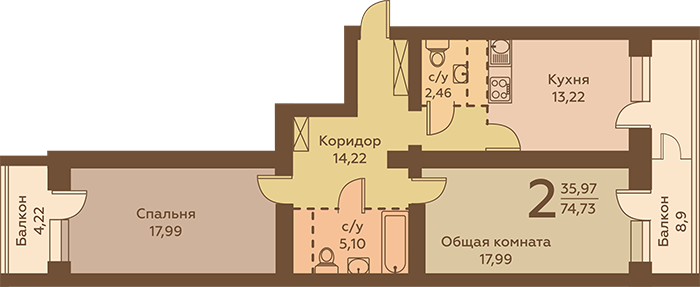 с/у
2,46
Кухня
13,22
Коридор
14,22
Балкон
4,22
Спальня
17,99
с/у
5,10
2
35,97
74,73
Общая комната
17,99
Балкон
8,9